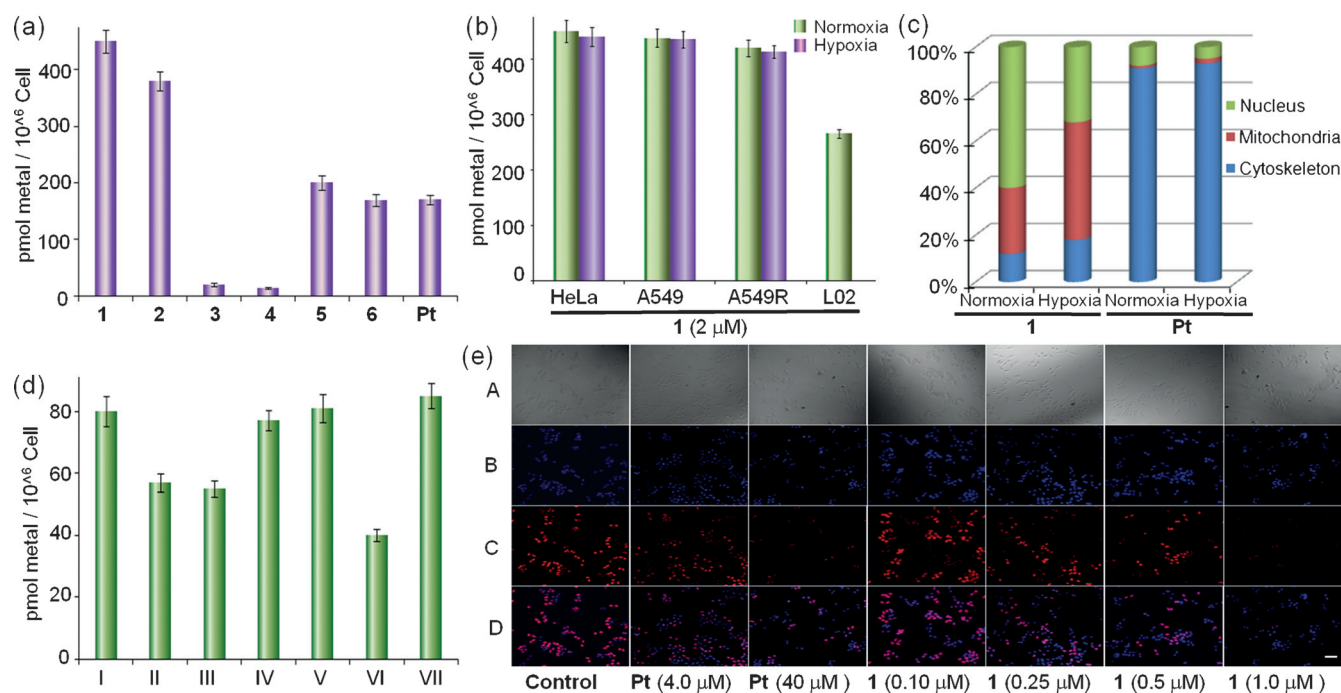 (a)
pmol metal / 10^6 Cell
400
300
200
100
0
1 2 3 4 5 6 Pt
(b)
pmol metal / 10^6 Cell
Normoxia
Hypoxia
400
300
200
100
0
HeLa A549 A549R L02
1 (2 μM)
(c)
100%
80%
60%
40%
20%
0%
Nucleus
Mitochondria
Cytoskeleton
Normoxia Hypoxia Normoxia Hypoxia
1 Pt
(d)
pmol metal / 10^6 Cell
80
60
40
20
0
I II III IV V VI VII
(e)
A
B
C
D
Control Pt (4.0 μM) Pt (40 μM ) 1 (0.10 μM) 1 (0.25 μM) 1 (0.5 μM) 1 (1.0 μM)